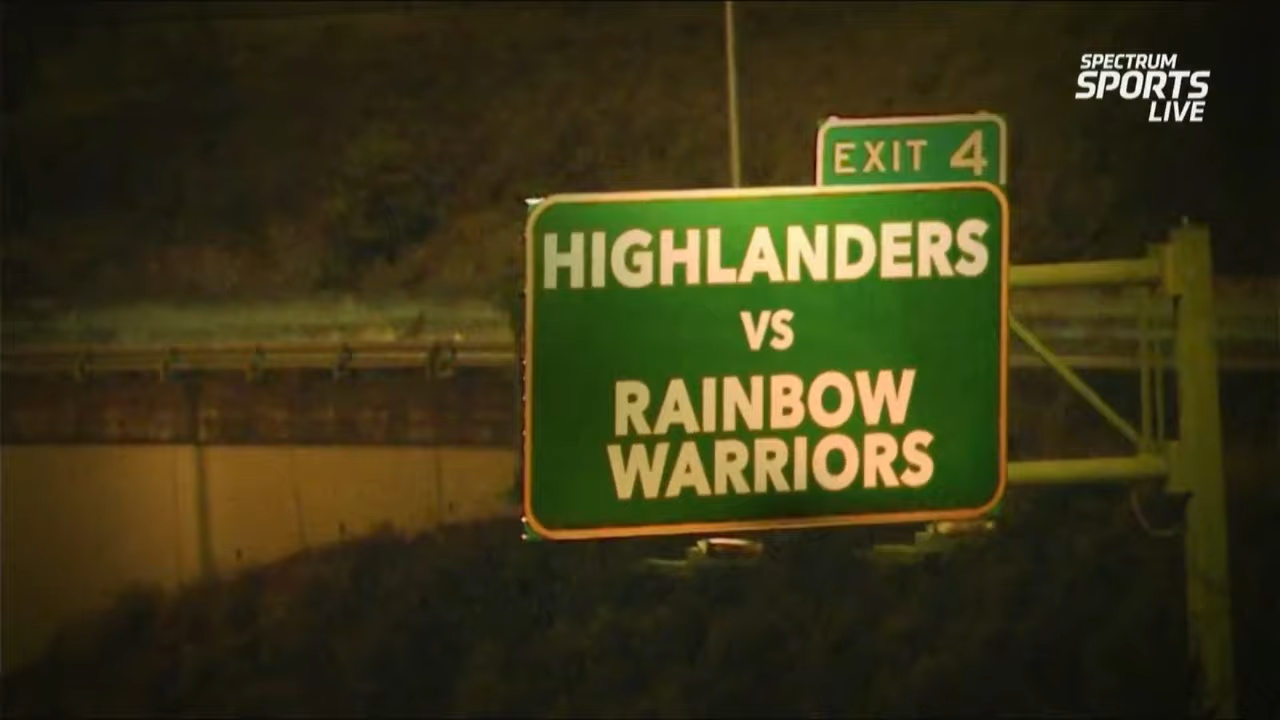 SPECTRUM
SPORTS
LIVE
EXIT 4
HIGHLANDERS
VS
RAINBOW
WARRIORS